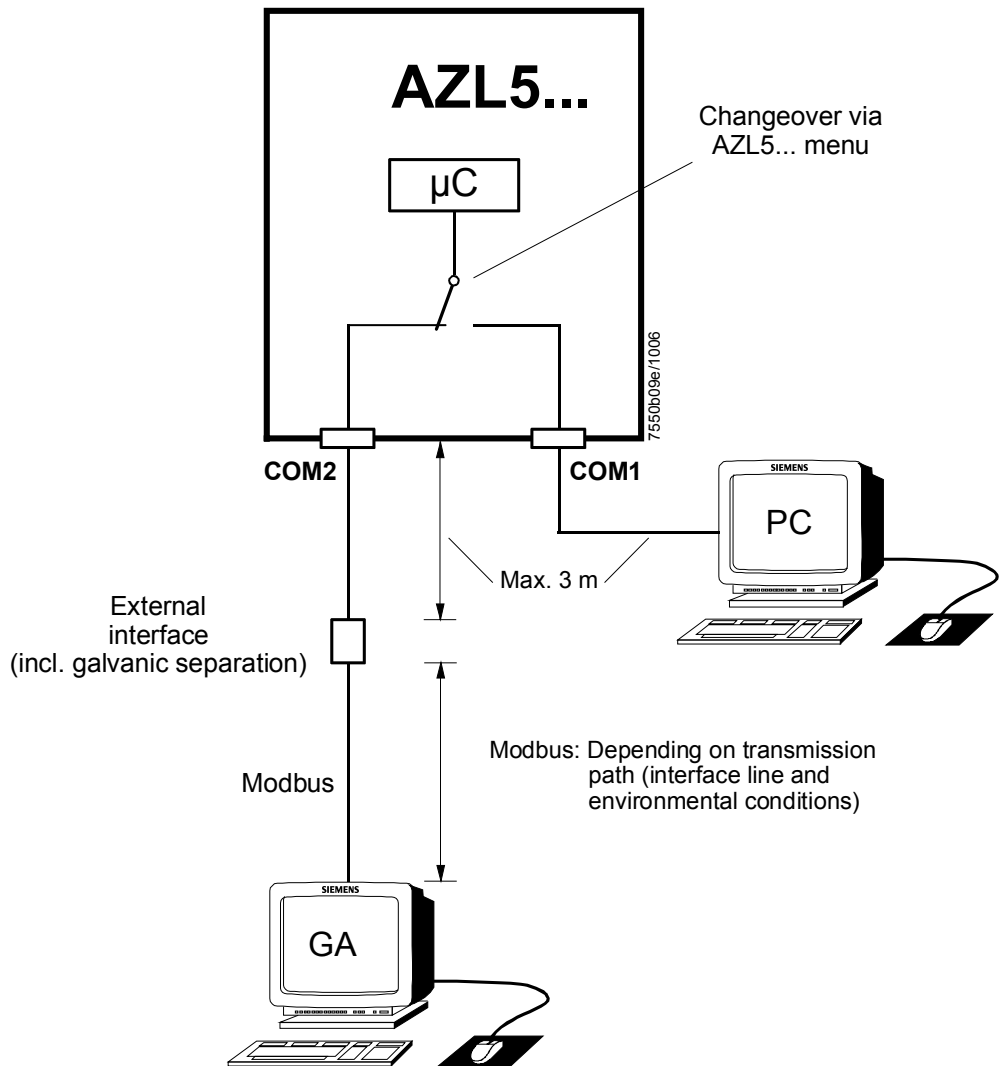 AZL5...
Changeover via
AZL5... menu
µC
7550b09e/1006
COM2
COM1
SIEMENS
PC
Max. 3 m
External
interface
(incl. galvanic separation)
Modbus: Depending on transmission
path (interface line and
environmental conditions)
Modbus
SIEMENS
GA